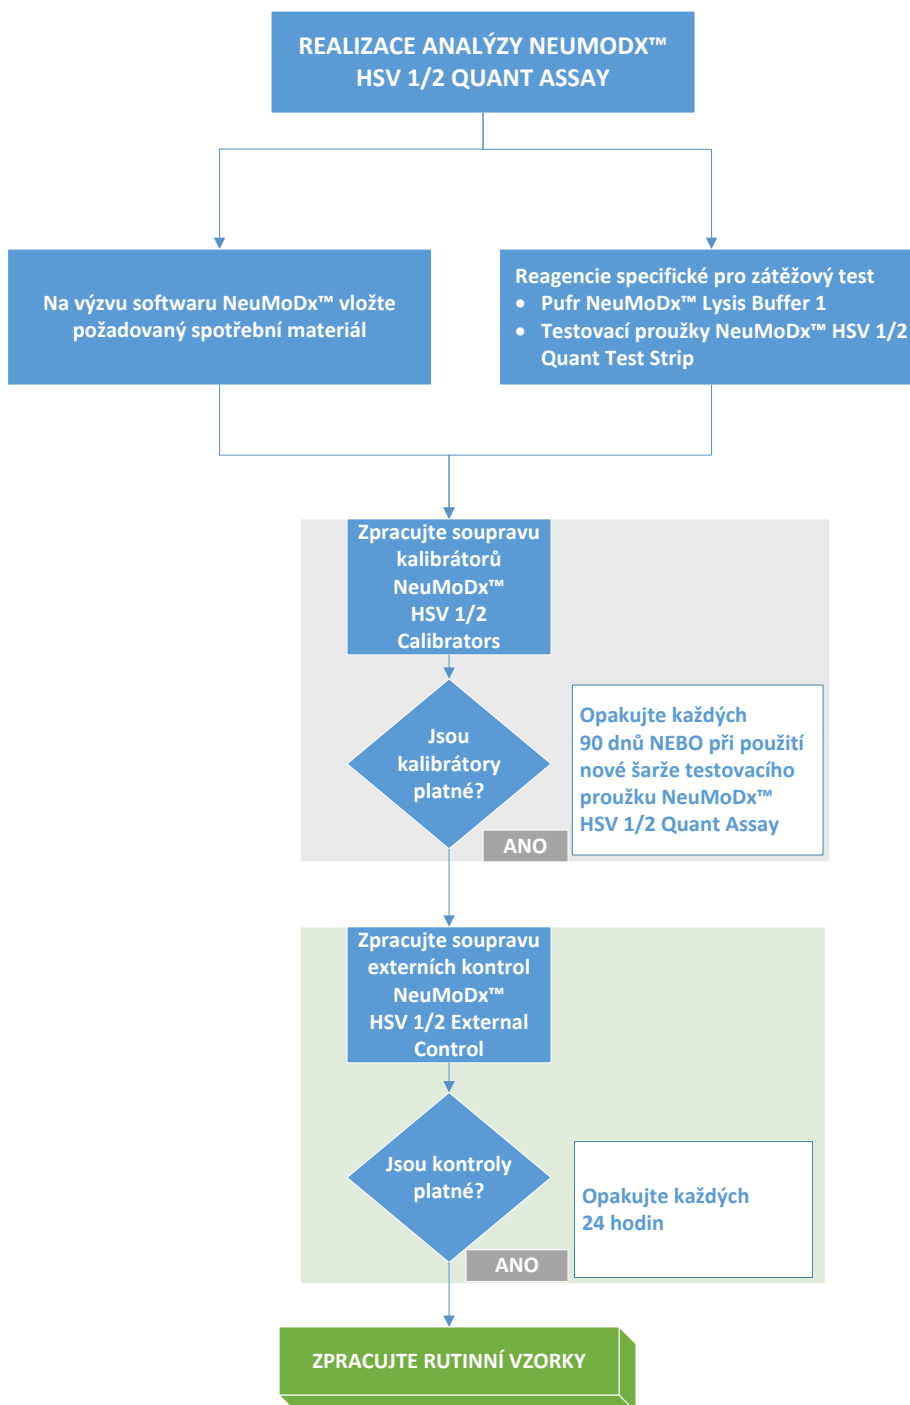 REALIZACE ANALÝZY NEUMODX™
HSV 1/2 QUANT ASSAY
Na výzvu softwaru NeuMoDx™ vložte
požadovaný spotřební materiál
Reagencie specifické pro zátěžový test
• Pufr NeuMoDx™ Lysis Buffer 1
• Testovací proužky NeuMoDx™ HSV 1/2
Quant Test Strip
Zpracujte soupravu
kalibrátorů
NeuMoDx™
HSV 1/2
Calibrators
Jsou
kalibrátory
platné?
Opakujte každých
90 dnů NEBO při použití
nové šarže testovacího
proužku NeuMoDx™
HSV 1/2 Quant Assay
ANO
Zpracujte soupravu
externích kontrol
NeuMoDx™
HSV 1/2 External
Control
Jsou kontroly
platné?
Opakujte každých
24 hodin
ANO
ZPRACUJTE RUTINNÍ VZORKY